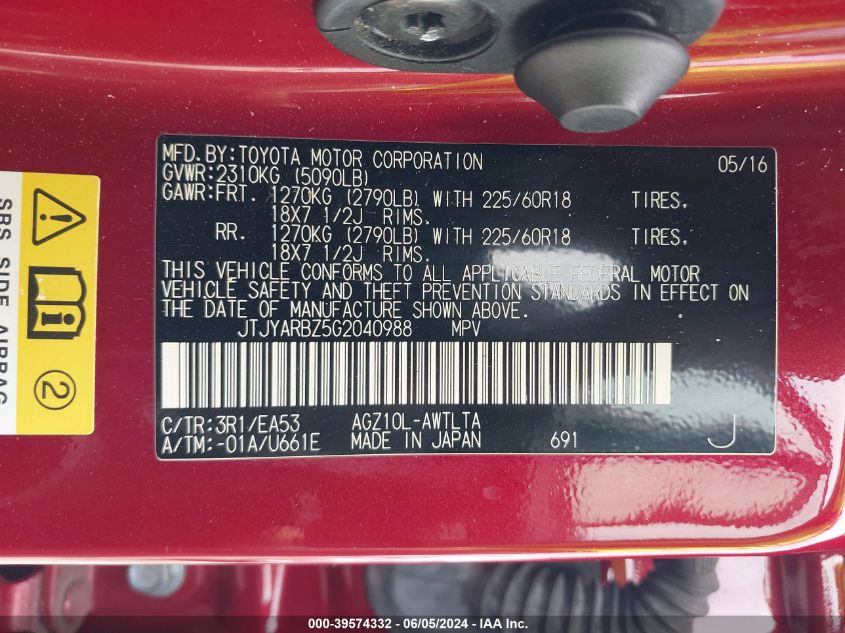 MFD.BY:TOYOTA MOTOR CORPORATION 05/16
GVWR:2310KG (5090LB)
GAWR:FRT. 1270KG (2790LB) WITH 225/60R18 TIRES.
18X7 1/2J RIMS.
RR. 1270KG (2790LB) WITH 225/60R18 TIRES.
18X7 1/2J RIMS.
THIS VEHICLE CONFORMS TO ALL APPLICABLE FEDERAL MOTOR
VEHICLE SAFETY AND THEFT PREVENTION STANDARDS IN EFFECT ON
THE DATE OF MANUFACTURE SHOWN ABOVE.
JTJYARBZ5G2040988 MPV
C/TR:3R1/EA53 AGZ10L-AWTLTA
A/TM:-01A/U661E MADE IN JAPAN 691 J
SRS SIDE AIRBAG
2
000-39574332 - 06/05/2024 - IAA Inc.